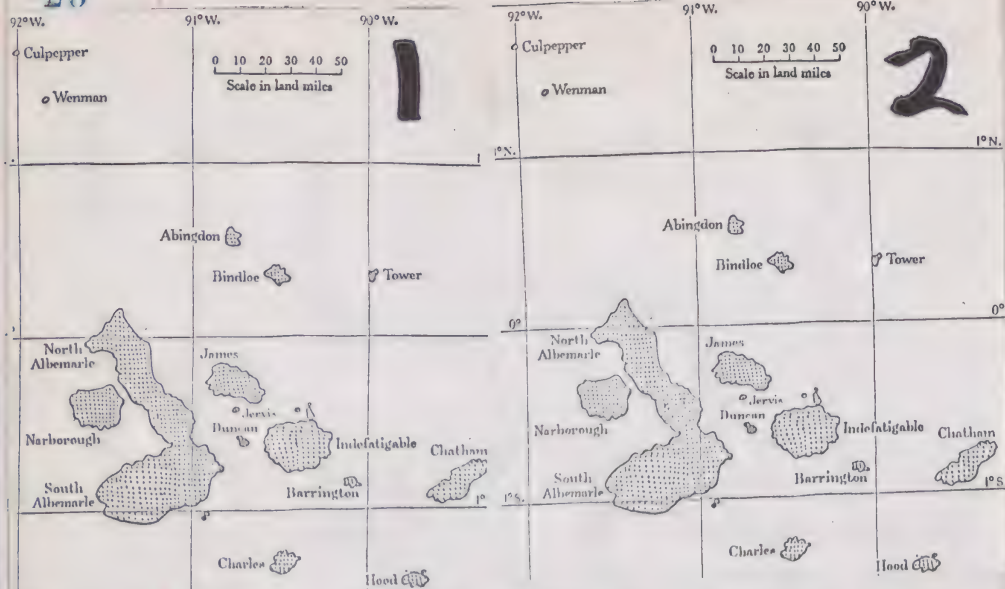 92°W.
91°W.
90°W.
1
Culpepper
Wenman
0 10 20 30 40 50
Scale in land miles
1
Abingdon
Bindloe
Tower
North
Albemarle
James
Jervis
Duncan
Narborough
Indefatigable
Chatham
South
Albemarle
Barrington
1°
Charles
Hood
92°W.
91°W.
90°W.
2
Culpepper
Wenman
0 10 20 30 40 50
Scale in land miles
1°N.
1°N.
Abingdon
Bindloe
Tower
0°
0°
North
Albemarle
James
Jervis
Duncan
Narborough
Indefatigable
Chatham
South
Albemarle
Barrington
1°S.
1°S
Charles
Hood